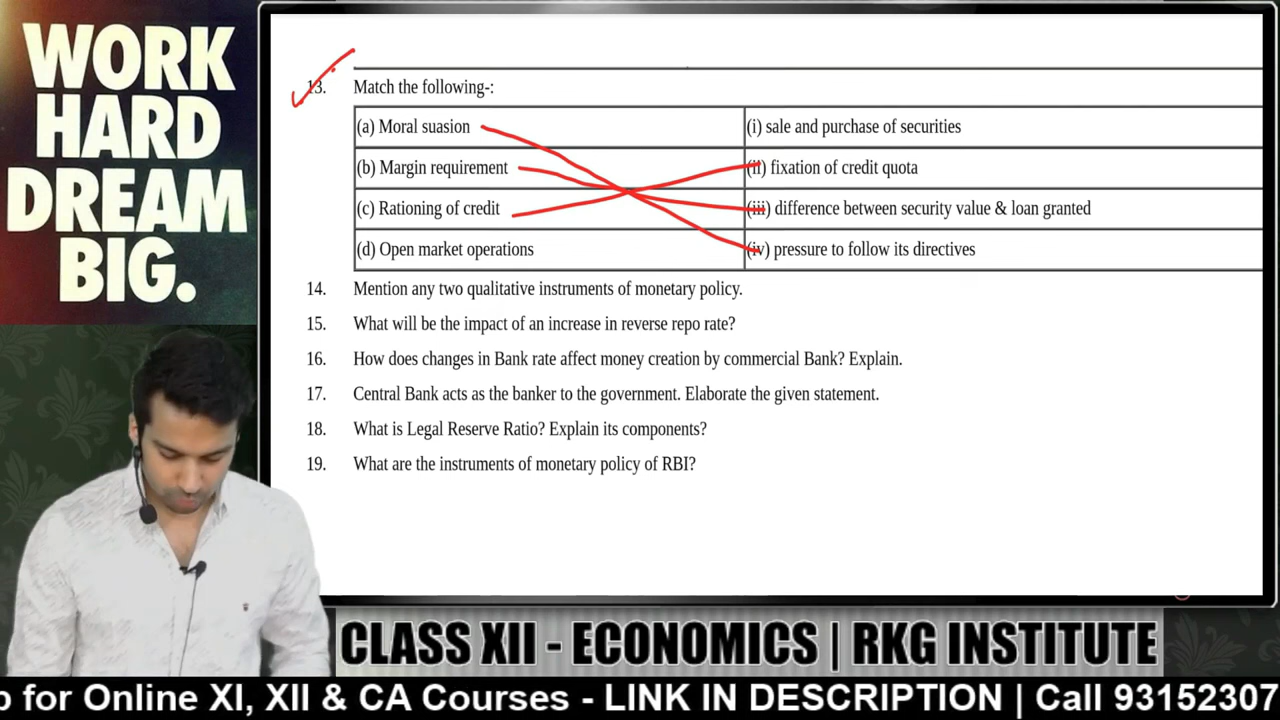 WORK
HARD
DREAM
BIG.
13. Match the following-:
(a) Moral suasion (i) sale and purchase of securities
(b) Margin requirement (ii) fixation of credit quota
(c) Rationing of credit (iii) difference between security value & loan granted
(d) Open market operations (iv) pressure to follow its directives
14. Mention any two qualitative instruments of monetary policy.
15. What will be the impact of an increase in reverse repo rate?
16. How does changes in Bank rate affect money creation by commercial Bank? Explain.
17. Central Bank acts as the banker to the government. Elaborate the given statement.
18. What is Legal Reserve Ratio? Explain its components?
19. What are the instruments of monetary policy of RBI?
CLASS XII - ECONOMICS | RKG INSTITUTE
p for Online XI, XII & CA Courses - LINK IN DESCRIPTION | Call 93152307